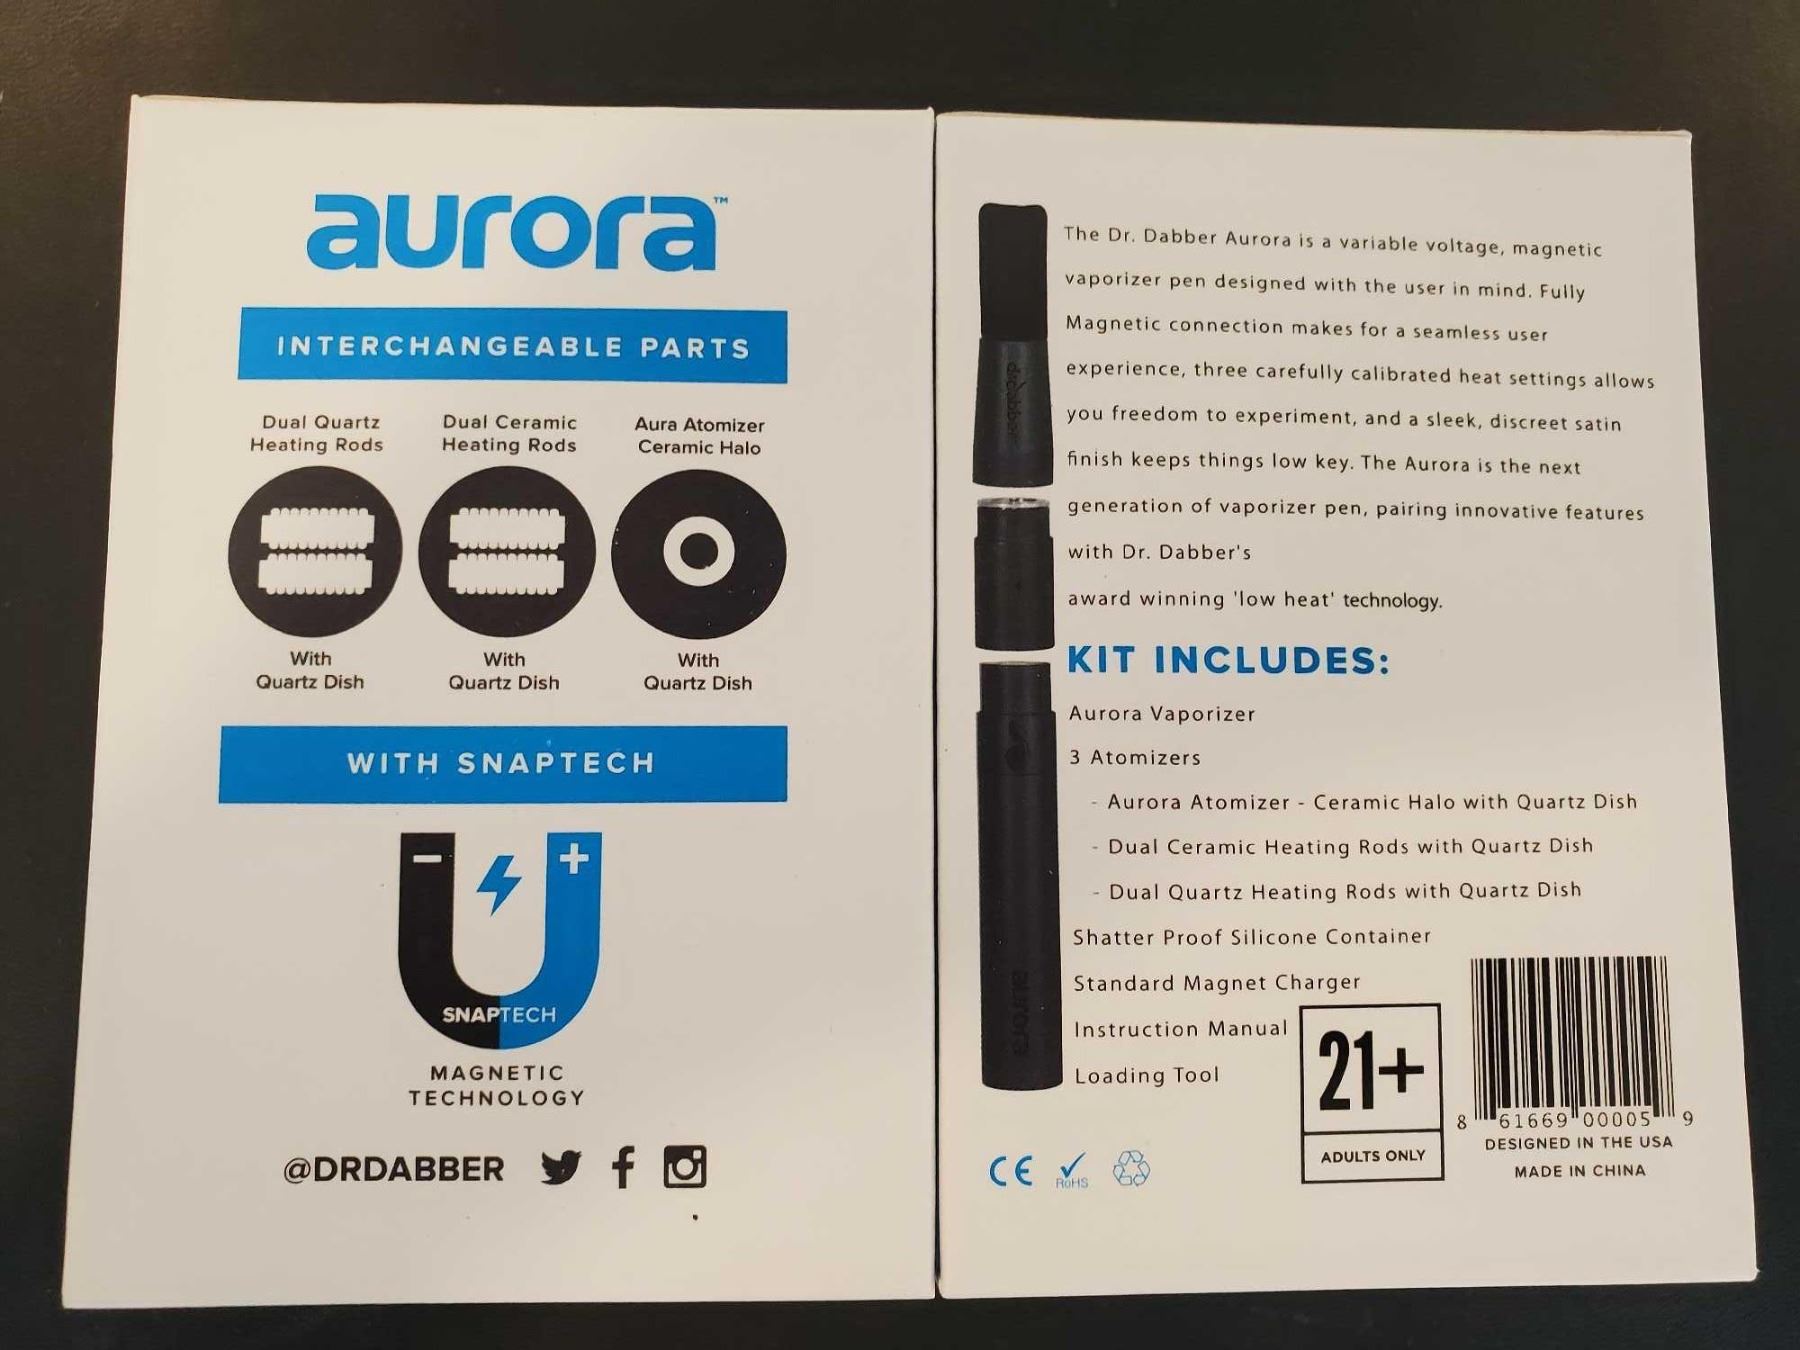 aurora™
INTERCHANGEABLE PARTS
Dual Quartz
Heating Rods
Dual Ceramic
Heating Rods
Aura Atomizer
Ceramic Halo
With
Quartz Dish
With
Quartz Dish
With
Quartz Dish
WITH SNAPTECH
- +
SNAPTECH
MAGNETIC
TECHNOLOGY
@DRDABBER
The Dr. Dabber Aurora is a variable voltage, magnetic
vaporizer pen designed with the user in mind. Fully
Magnetic connection makes for a seamless user
experience, three carefully calibrated heat settings allows
you freedom to experiment, and a sleek, discreet satin
finish keeps things low key. The Aurora is the next
generation of vaporizer pen, pairing innovative features
with Dr. Dabber's
award winning 'low heat' technology.
dr.dabber
aurora
KIT INCLUDES:
Aurora Vaporizer
3 Atomizers
- Aurora Atomizer - Ceramic Halo with Quartz Dish
- Dual Ceramic Heating Rods with Quartz Dish
- Dual Quartz Heating Rods with Quartz Dish
Shatter Proof Silicone Container
Standard Magnet Charger
Instruction Manual
Loading Tool
CE
RoHS
21+
ADULTS ONLY
8 61669 00005 9
DESIGNED IN THE USA
MADE IN CHINA